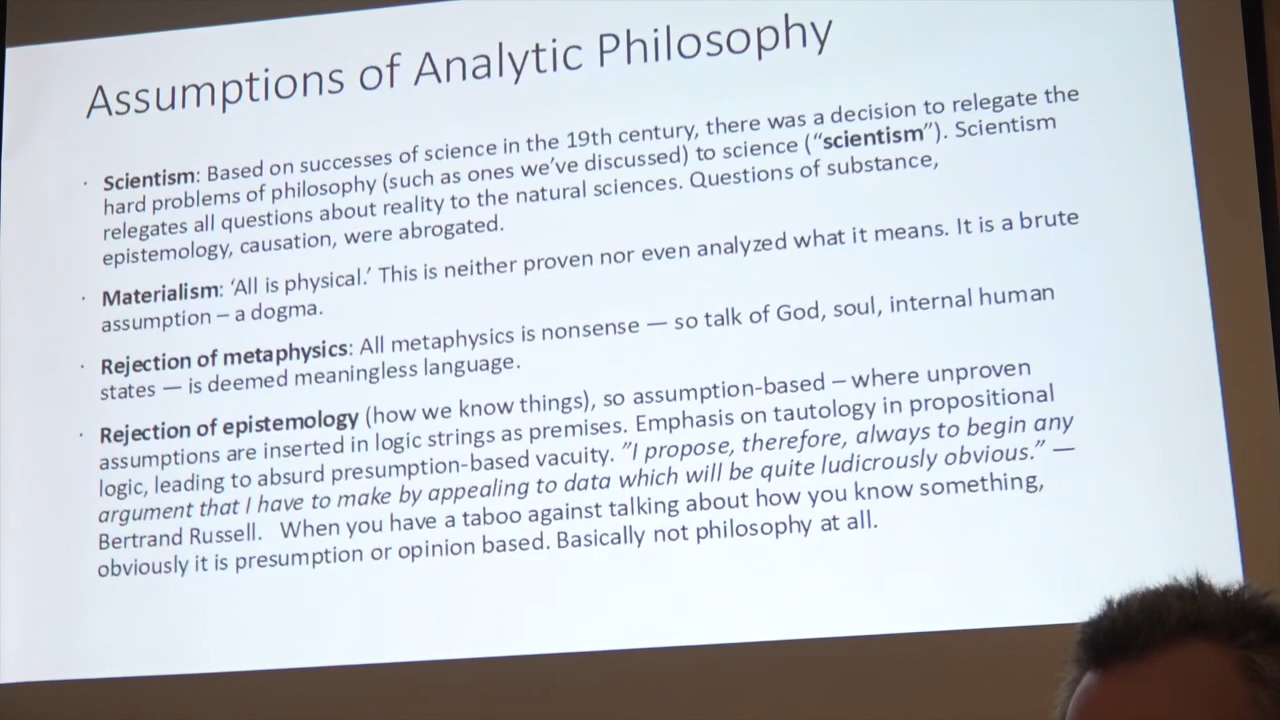 Assumptions of Analytic Philosophy
· Scientism: Based on successes of science in the 19th century, there was a decision to relegate the
hard problems of philosophy (such as ones we've discussed) to science (“scientism”). Scientism
relegates all questions about reality to the natural sciences. Questions of substance,
epistemology, causation, were abrogated.
· Materialism: ‘All is physical.’ This is neither proven nor even analyzed what it means. It is a brute
assumption – a dogma.
· Rejection of metaphysics: All metaphysics is nonsense — so talk of God, soul, internal human
states — is deemed meaningless language.
· Rejection of epistemology (how we know things), so assumption-based – where unproven
assumptions are inserted in logic strings as premises. Emphasis on tautology in propositional
logic, leading to absurd presumption-based vacuity. ”I propose, therefore, always to begin any
argument that I have to make by appealing to data which will be quite ludicrously obvious.” —
Bertrand Russell. When you have a taboo against talking about how you know something,
obviously it is presumption or opinion based. Basically not philosophy at all.